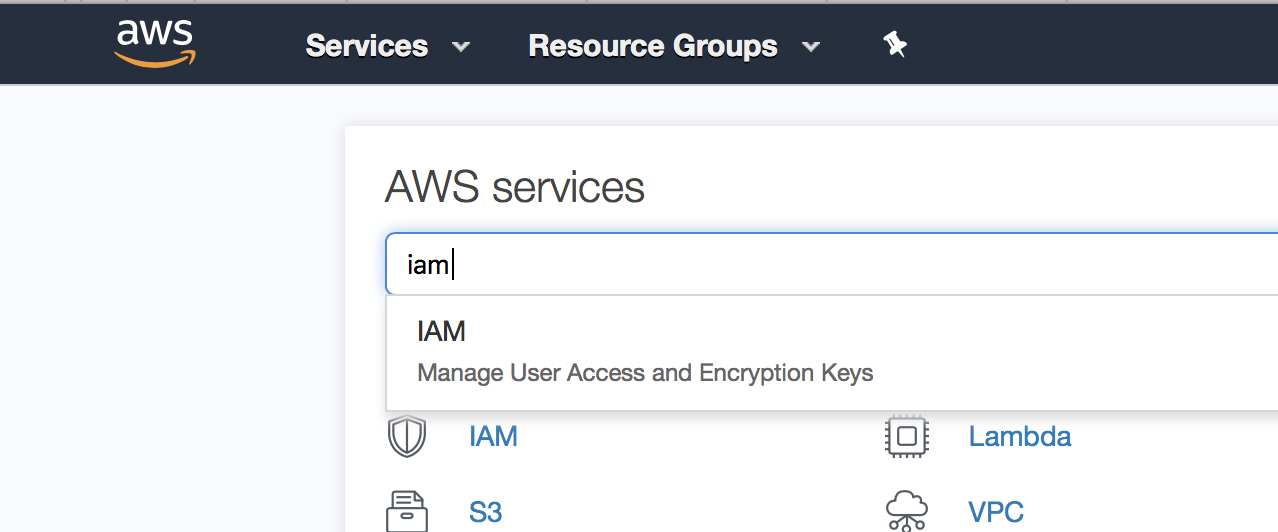 aws Services Resource Groups
AWS services
iam
IAM
Manage User Access and Encryption Keys
IAM Lambda
S3 VPC